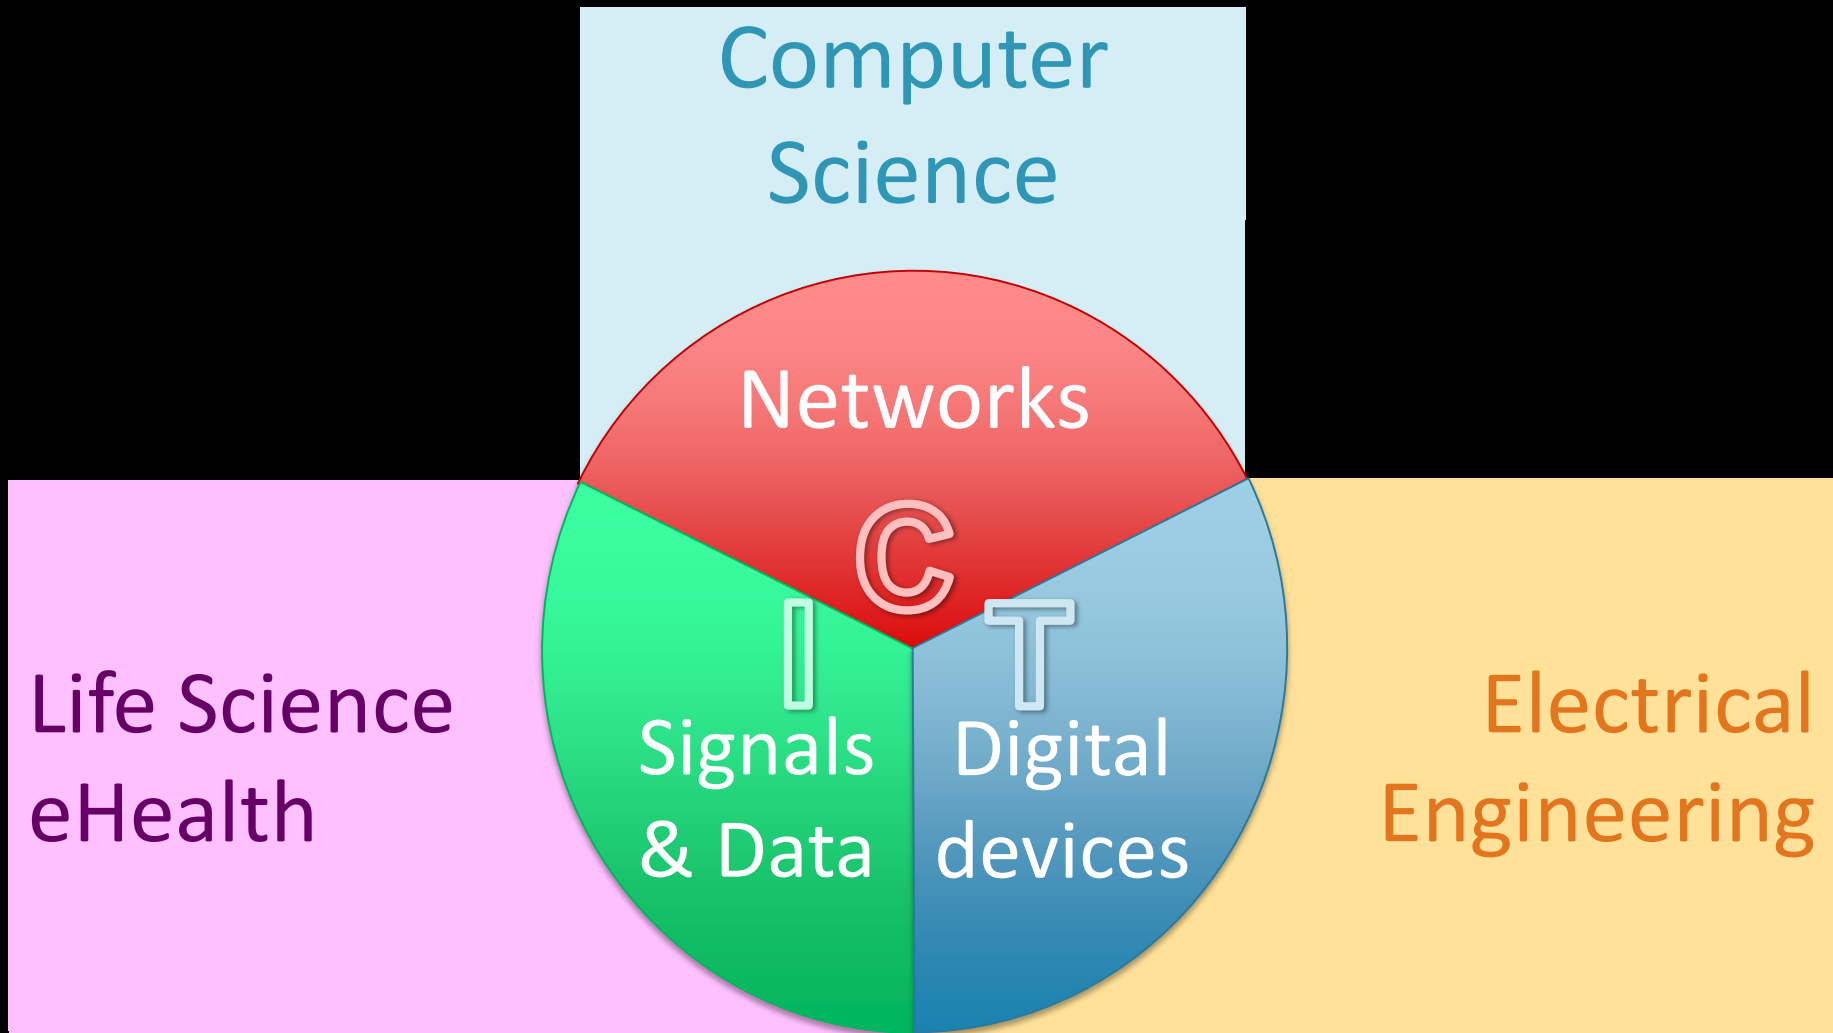 Computer
Science
Networks
C
I
T
Life Science
eHealth
Signals
& Data
Digital
devices
Electrical
Engineering